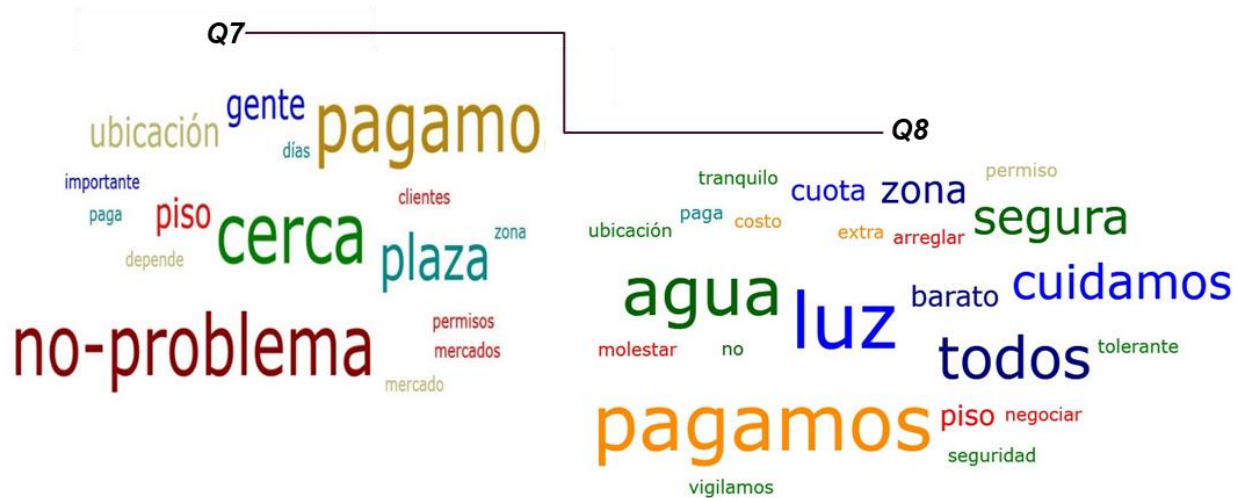 Q7
gente
pagamo
ubicación
días
importante
clientes
paga
piso
cerca
zona
plaza
depende
no-problema
permisos
mercados
mercado
Q8
permiso
tranquilo
cuota
zona
segura
ubicación
paga
costo
extra
arreglar
agua
luz
barato
cuidamos
molestar
no
todos
tolerante
pagamos
piso
negociar
seguridad
vigilamos